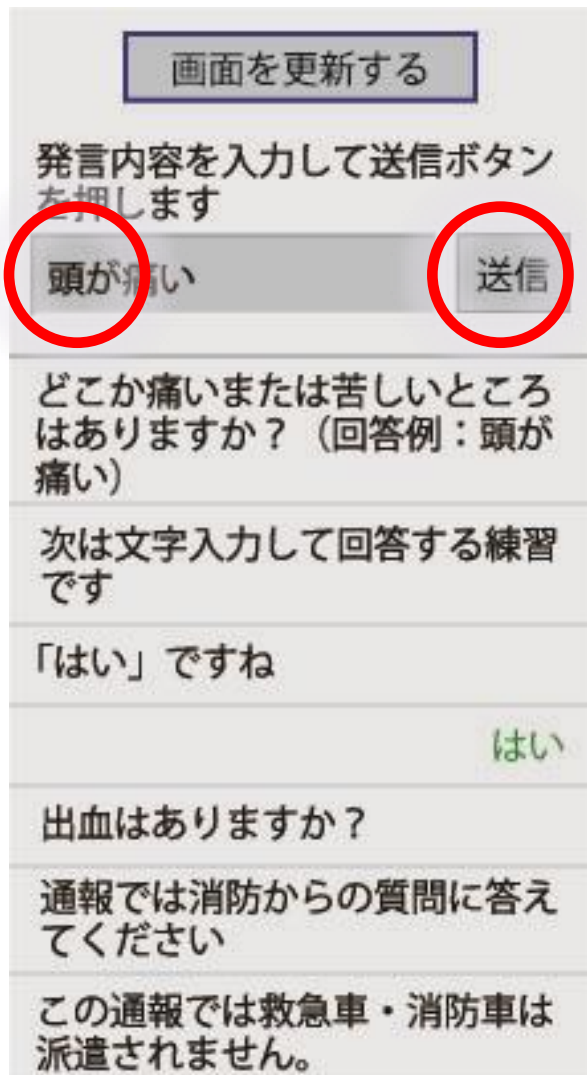 画面を更新する
発言内容を入力して送信ボタン
を押します
頭が痛い
送信
どこか痛いまたは苦しいところ
はありますか？（回答例：頭が
痛い）
次は文字入力して回答する練習
です
「はい」ですね
はい
出血はありますか？
通報では消防からの質問に答え
てください
この通報では救急車・消防車は
派遣されません。